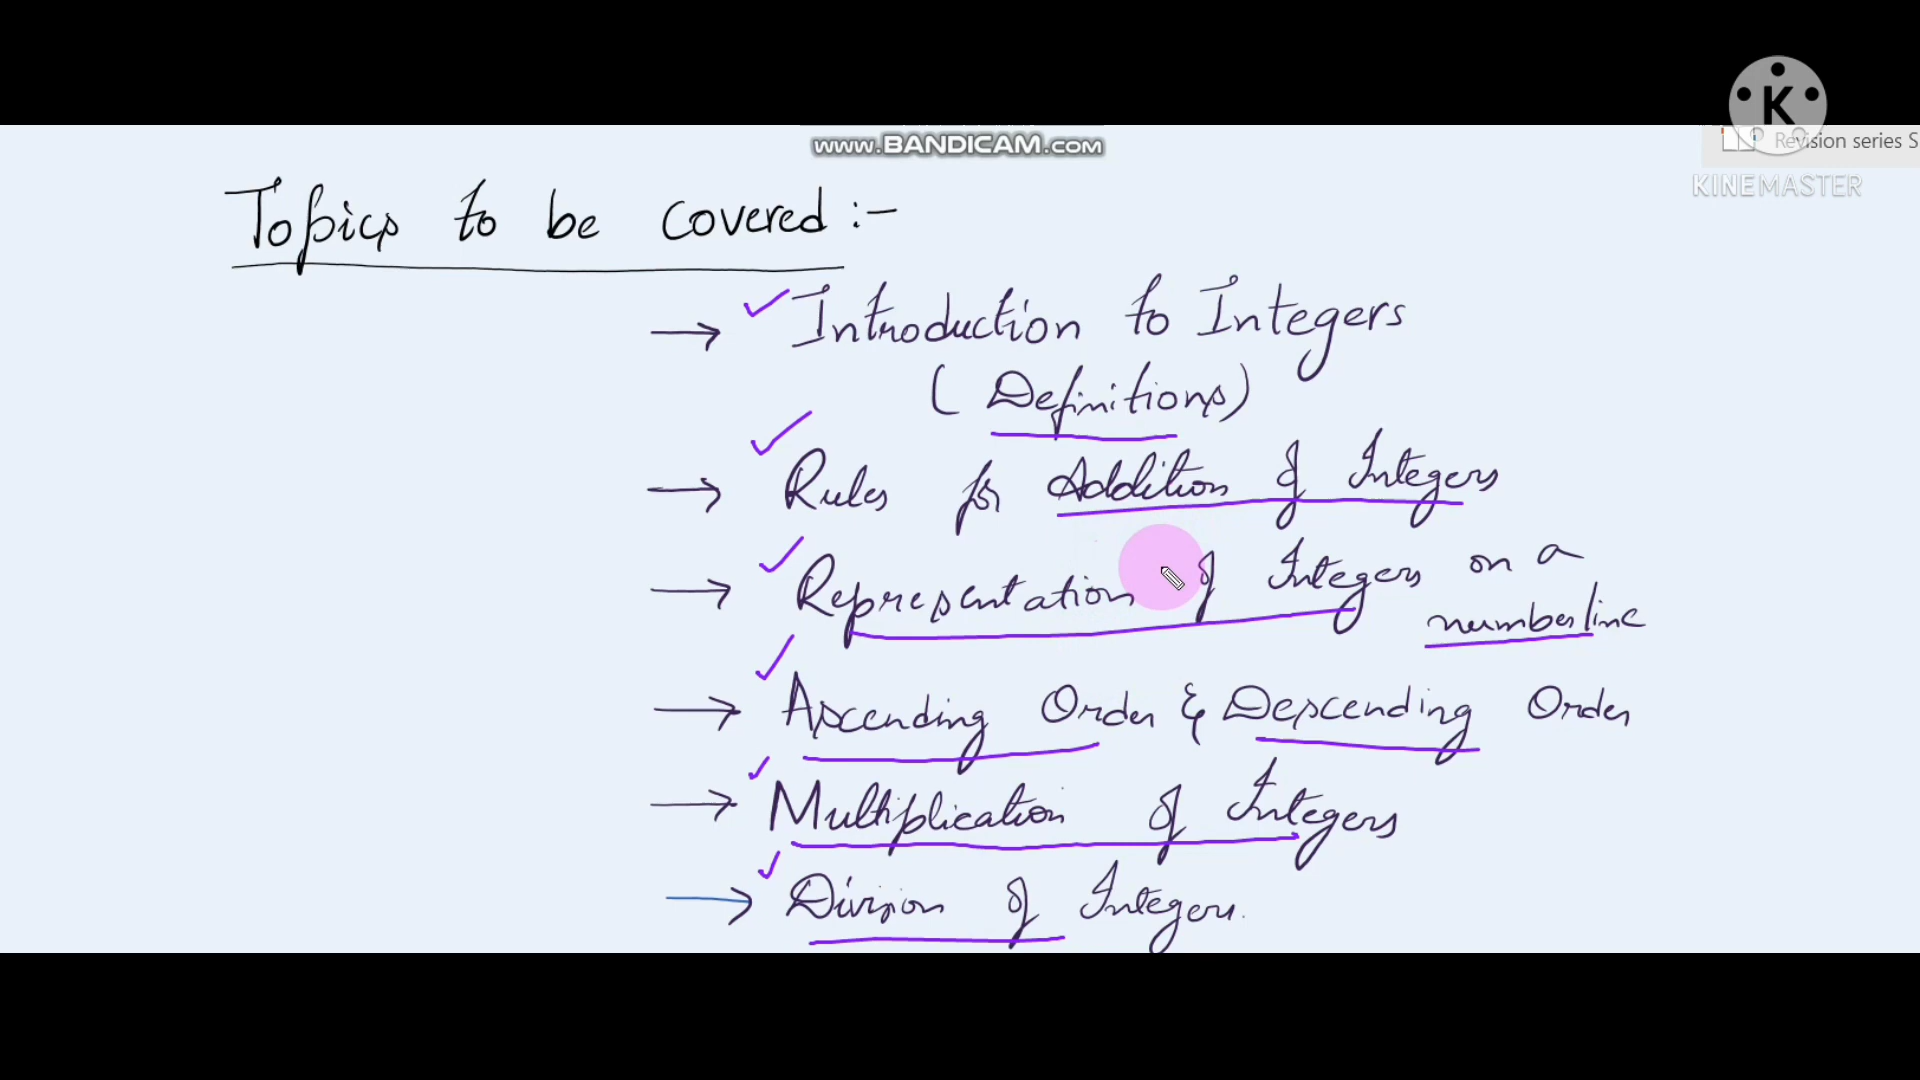 www.BANDICAM.com
K
Revision series S
KINEMASTER
Topics to be covered :-
→ Introduction to Integers
( Definitions )
→ Rules for Addition of Integers
→ Representation of Integers on a
numberline
→ Ascending Order & Descending Order
→ Multiplication of Integers
→ Division of Integers.